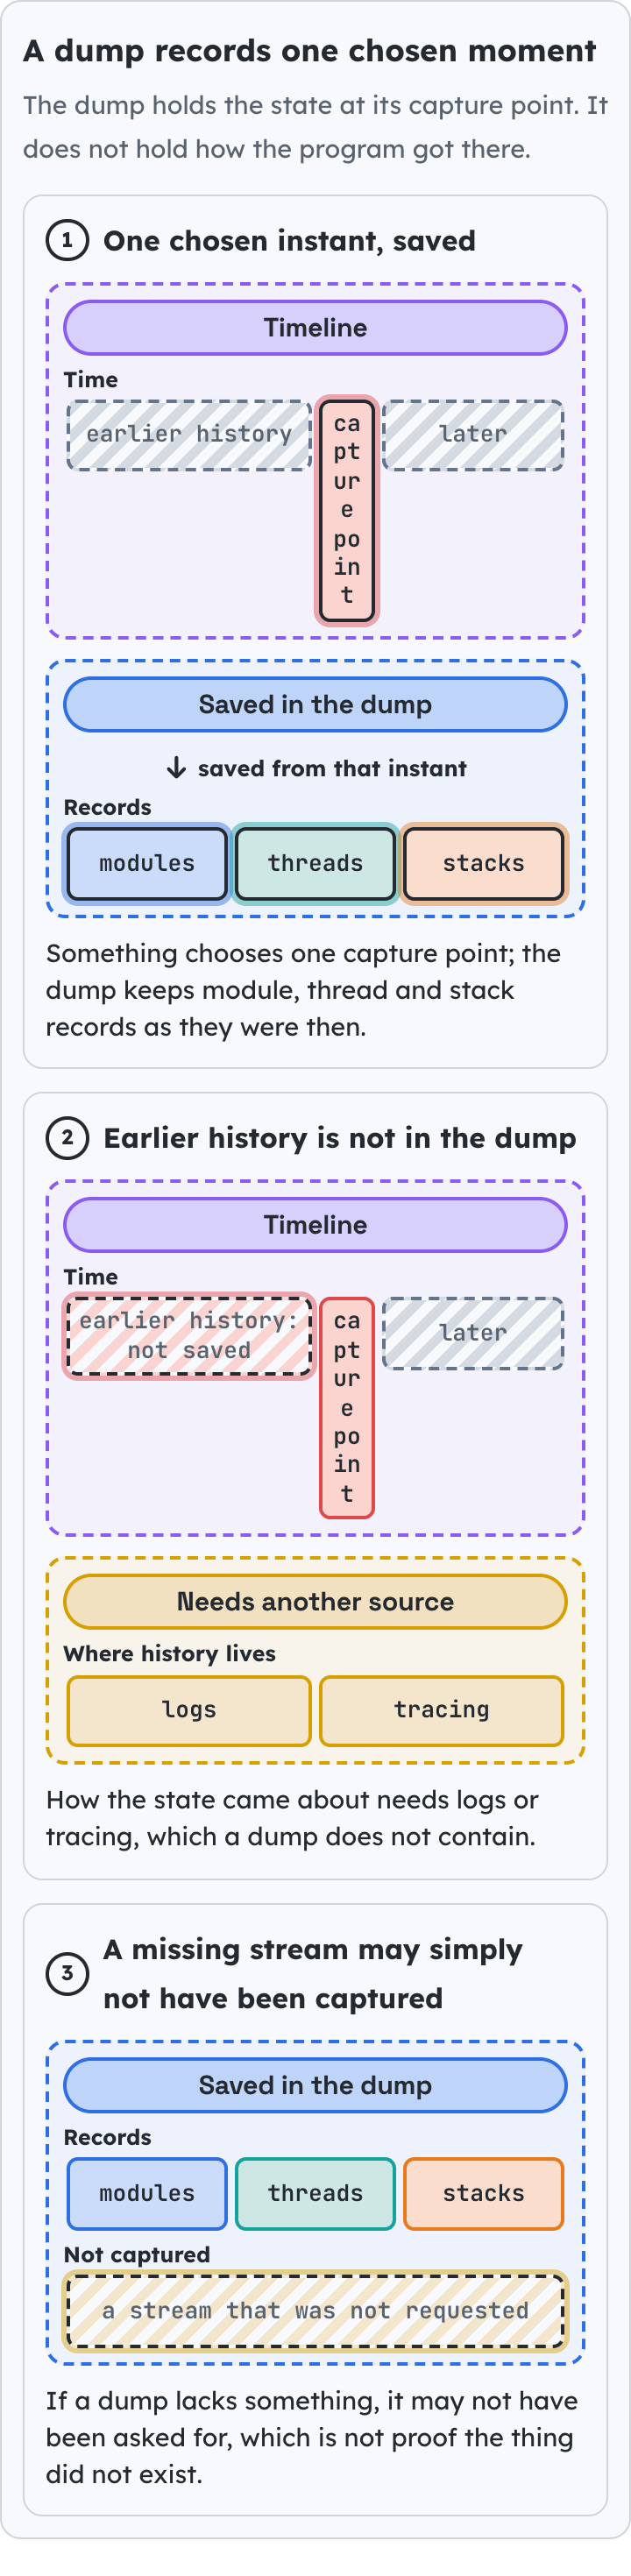 A dump records one chosen moment
The dump holds the state at its capture point. It
does not hold how the program got there.
1 One chosen instant, saved
Timeline
Time
earlier history
ca
pt
ur
e
po
in
t
later
Saved in the dump
↓ saved from that instant
Records
modules threads stacks
Something chooses one capture point; the
dump keeps module, thread and stack
records as they were then.
2 Earlier history is not in the dump
Timeline
Time
earlier history:
not saved
ca
pt
ur
e
po
in
t
later
Needs another source
Where history lives
logs tracing
How the state came about needs logs or
tracing, which a dump does not contain.
3 A missing stream may simply
not have been captured
Saved in the dump
Records
modules threads stacks
Not captured
a stream that was not requested
If a dump lacks something, it may not have
been asked for, which is not proof the thing
did not exist.